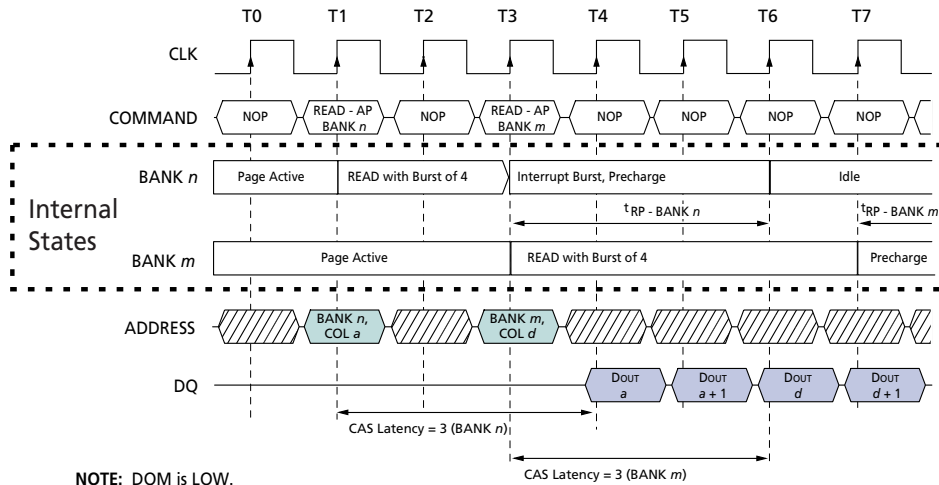 T0 T1 T2 T3 T4 T5 T6 T7
CLK
COMMAND NOP READ - AP BANK n NOP READ - AP BANK m NOP NOP NOP NOP
BANK n Page Active READ with Burst of 4 Interrupt Burst, Precharge Idle
tRP - BANK n tRP - BANK m
Internal
States
BANK m Page Active READ with Burst of 4 Precharge
ADDRESS BANK n, COL a BANK m, COL d
DQ DOUT a DOUT a + 1 DOUT d DOUT d + 1
CAS Latency = 3 (BANK n)
CAS Latency = 3 (BANK m)
NOTE: DQM is LOW.